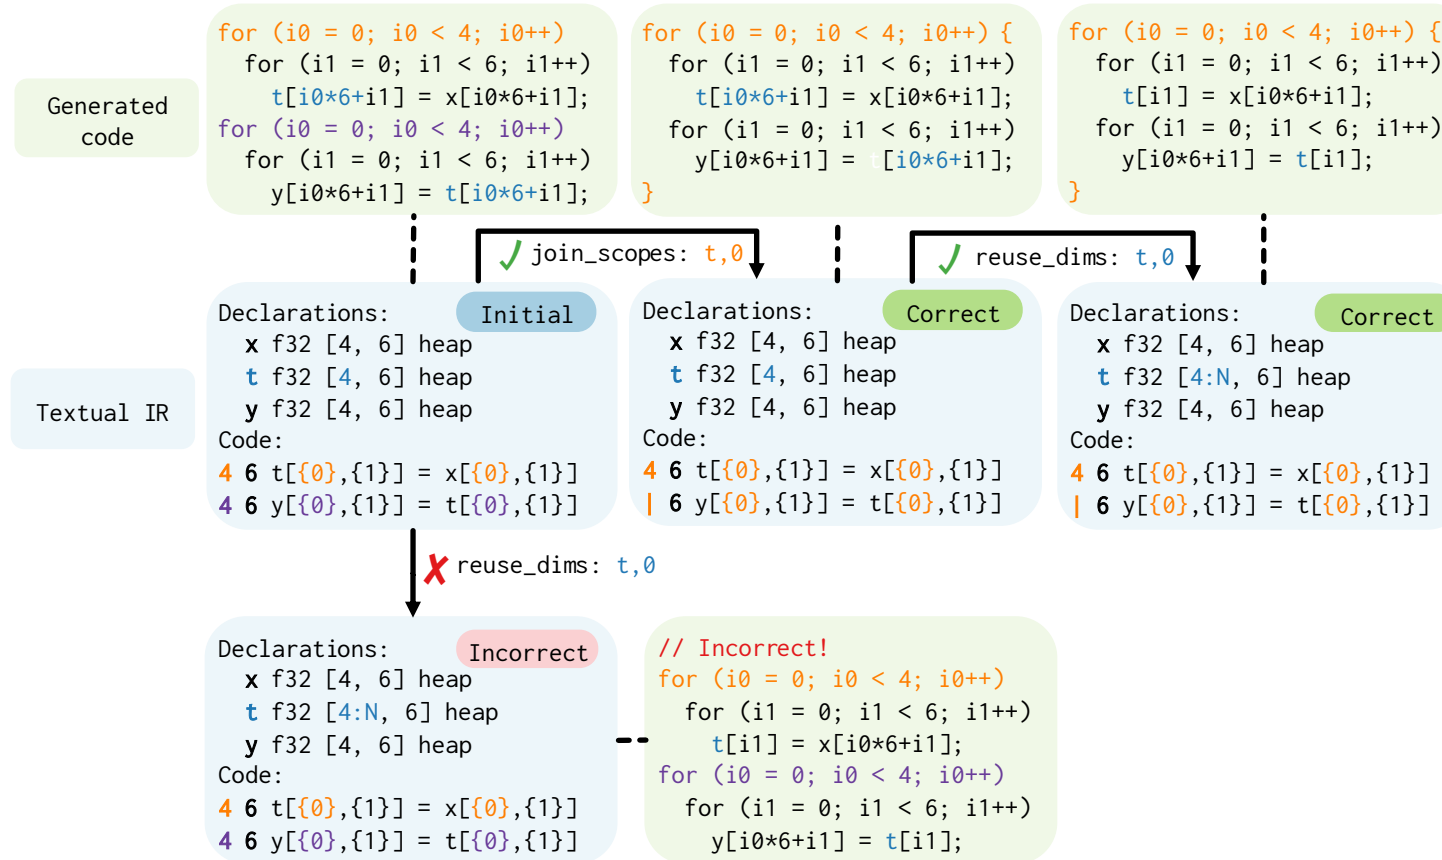 Generated
code
for (i0 = 0; i0 < 4; i0++)
for (i1 = 0; i1 < 6; i1++)
t[i0*6+i1] = x[i0*6+i1];
for (i0 = 0; i0 < 4; i0++)
for (i1 = 0; i1 < 6; i1++)
y[i0*6+i1] = t[i0*6+i1];
for (i0 = 0; i0 < 4; i0++) {
for (i1 = 0; i1 < 6; i1++)
t[i0*6+i1] = x[i0*6+i1];
for (i1 = 0; i1 < 6; i1++)
y[i0*6+i1] = t[i0*6+i1];
}
for (i0 = 0; i0 < 4; i0++) {
for (i1 = 0; i1 < 6; i1++)
t[i1] = x[i0*6+i1];
for (i1 = 0; i1 < 6; i1++)
y[i0*6+i1] = t[i1];
}
✓ join_scopes: t,0
✓ reuse_dims: t,0
Textual IR
Declarations:
Initial
x f32 [4, 6] heap
t f32 [4, 6] heap
y f32 [4, 6] heap
Code:
4 6 t[{0},{1}] = x[{0},{1}]
4 6 y[{0},{1}] = t[{0},{1}]
Declarations:
Correct
x f32 [4, 6] heap
t f32 [4, 6] heap
y f32 [4, 6] heap
Code:
4 6 t[{0},{1}] = x[{0},{1}]
| 6 y[{0},{1}] = t[{0},{1}]
Declarations:
Correct
x f32 [4, 6] heap
t f32 [4:N, 6] heap
y f32 [4, 6] heap
Code:
4 6 t[{0},{1}] = x[{0},{1}]
| 6 y[{0},{1}] = t[{0},{1}]
✗ reuse_dims: t,0
Declarations:
Incorrect
x f32 [4, 6] heap
t f32 [4:N, 6] heap
y f32 [4, 6] heap
Code:
4 6 t[{0},{1}] = x[{0},{1}]
4 6 y[{0},{1}] = t[{0},{1}]
// Incorrect!
for (i0 = 0; i0 < 4; i0++)
for (i1 = 0; i1 < 6; i1++)
t[i1] = x[i0*6+i1];
for (i0 = 0; i0 < 4; i0++)
for (i1 = 0; i1 < 6; i1++)
y[i0*6+i1] = t[i1];